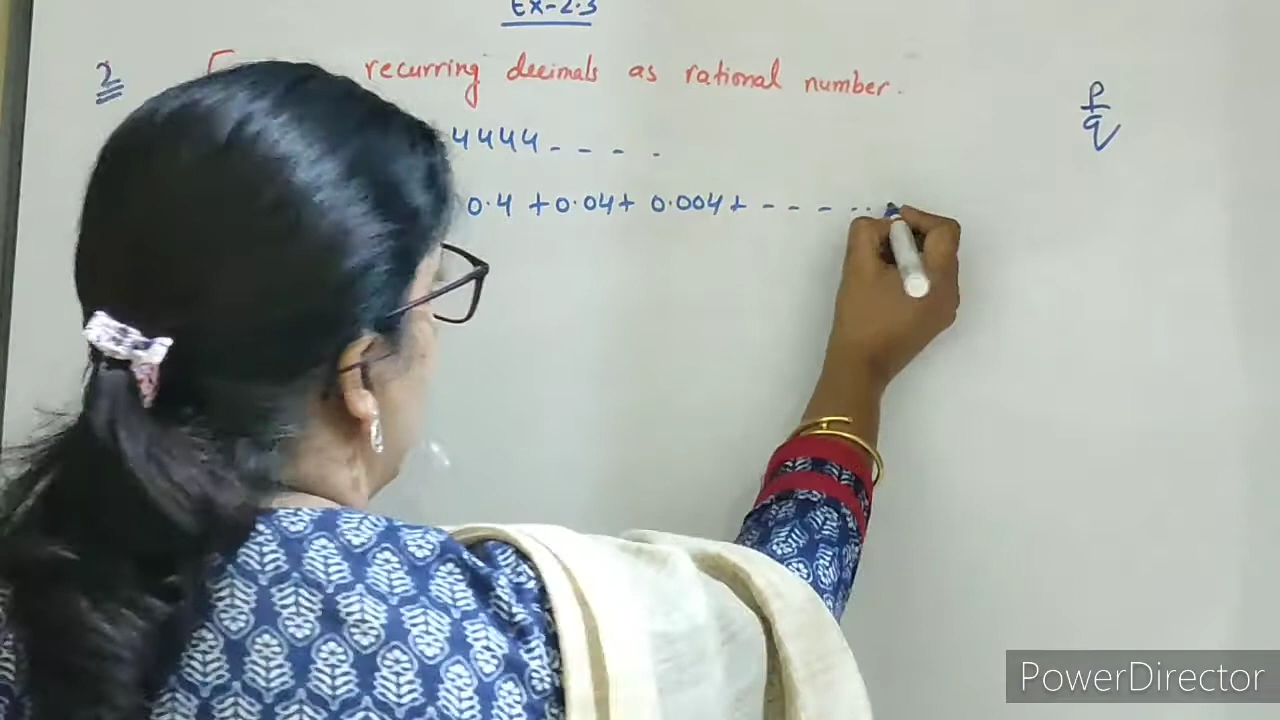 Ex-2.3
2 recurring decimals as rational number.
p/q
4444 - - - .
0.4 + 0.04 + 0.004 + - - - - -
PowerDirector